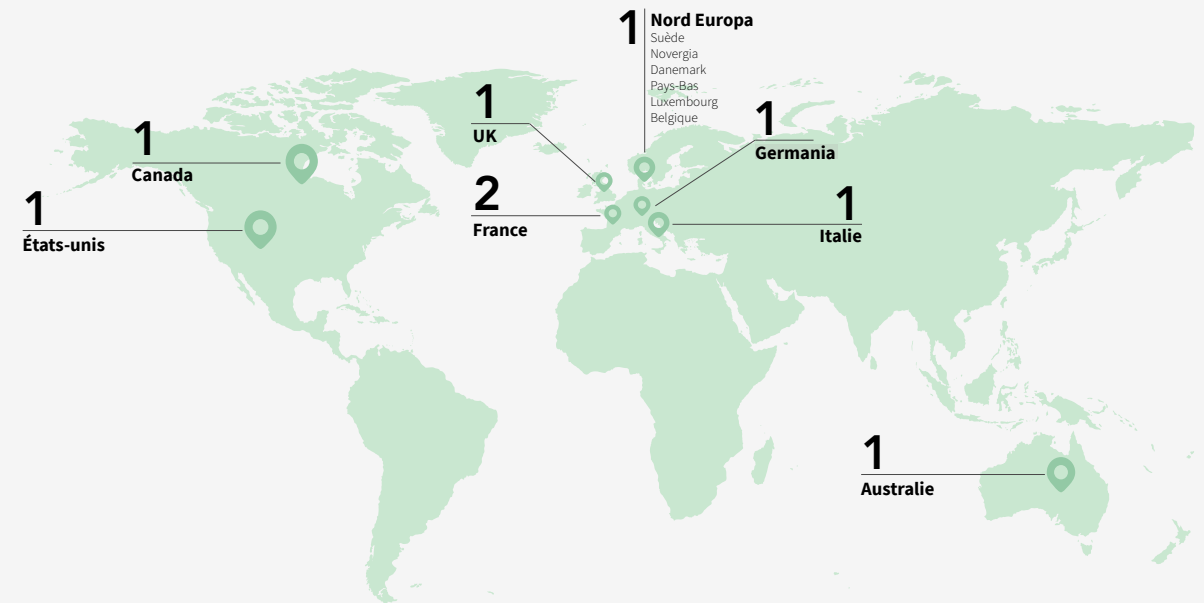 1
Nord Europa
Suède
Novergia
Danemark
Pays-Bas
Luxembourg
Belgique
1
UK
1
Germania
1
Canada
2
France
1
Italie
1
États-unis
1
Australie